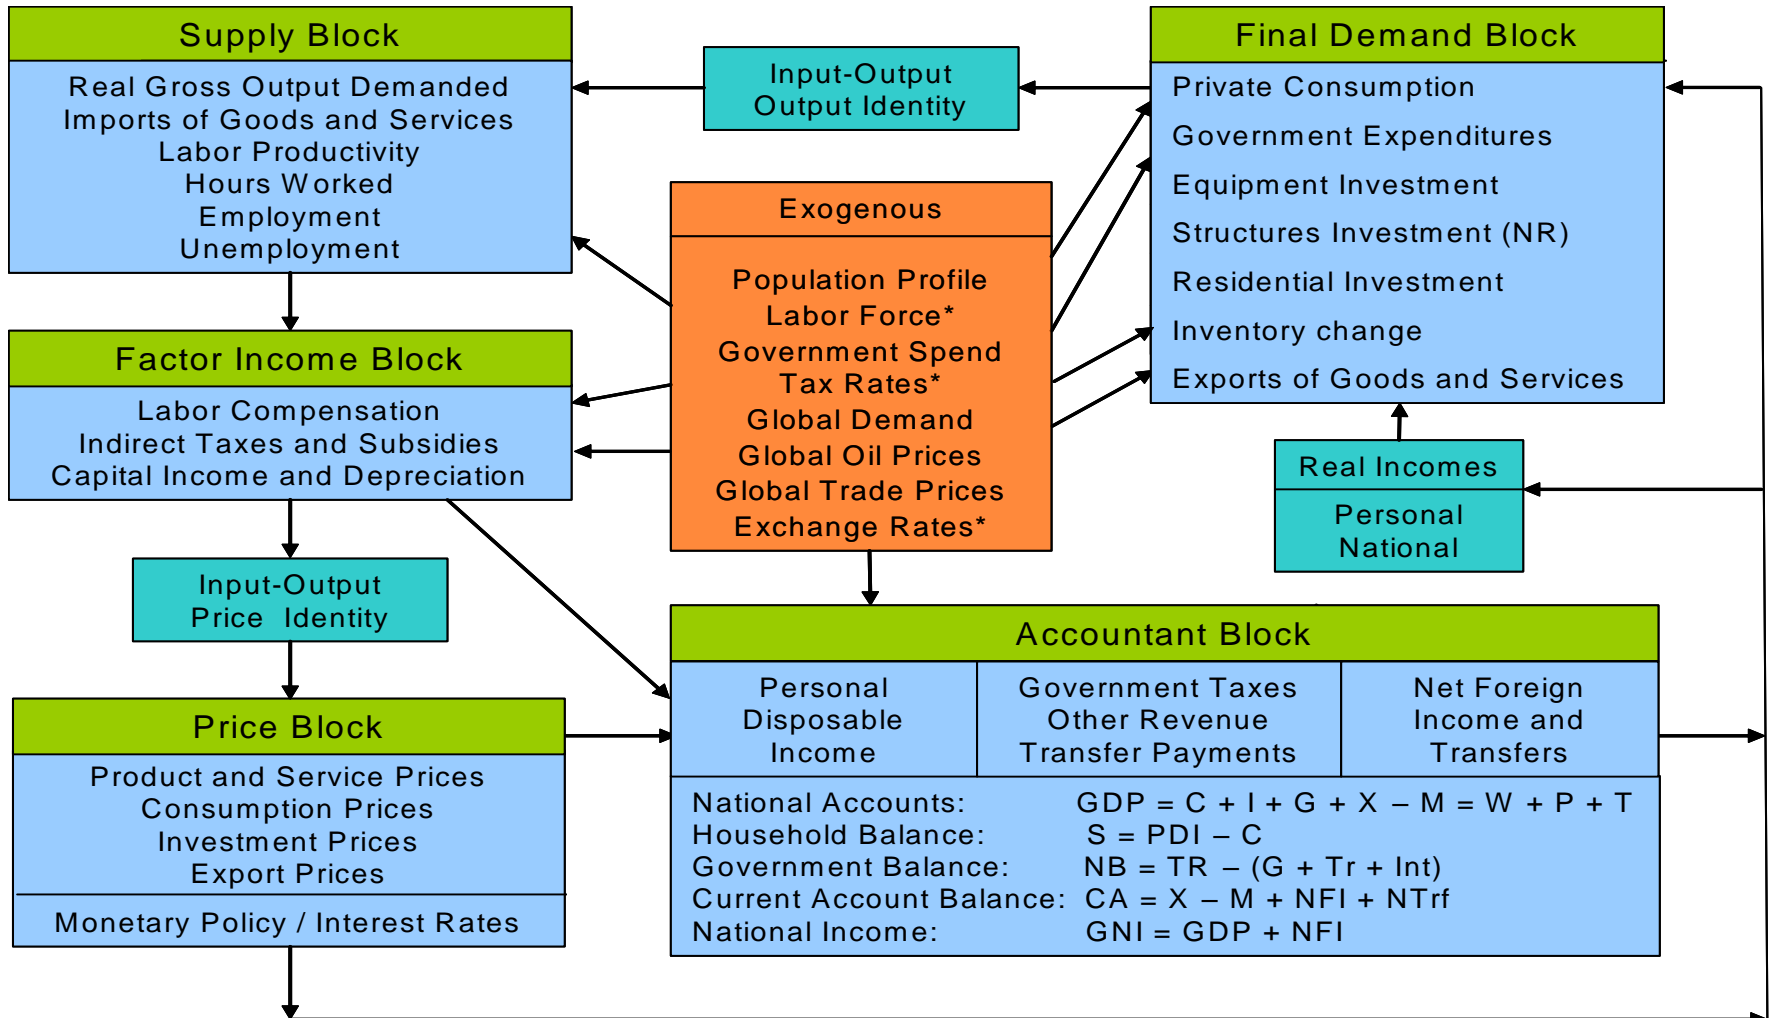 Supply Block
Real Gross Output Demanded
Imports of Goods and Services
Labor Productivity
Hours Worked
Employment
Unemployment
Input-Output
Output Identity
Final Demand Block
Private Consumption
Government Expenditures
Equipment Investment
Structures Investment (NR)
Residential Investment
Inventory change
Exports of Goods and Services
Exogenous
Population Profile
Labor Force*
Government Spend
Tax Rates*
Global Demand
Global Oil Prices
Global Trade Prices
Exchange Rates*
Factor Income Block
Labor Compensation
Indirect Taxes and Subsidies
Capital Income and Depreciation
Real Incomes
Personal
National
Input-Output
Price Identity
Accountant Block
Personal
Disposable
Income
Government Taxes
Other Revenue
Transfer Payments
Net Foreign
Income and
Transfers
National Accounts: GDP = C + I + G + X – M = W + P + T
Household Balance: S = PDI – C
Government Balance: NB = TR – (G + Tr + Int)
Current Account Balance: CA = X – M + NFI + NTrf
National Income: GNI = GDP + NFI
Price Block
Product and Service Prices
Consumption Prices
Investment Prices
Export Prices
Monetary Policy / Interest Rates